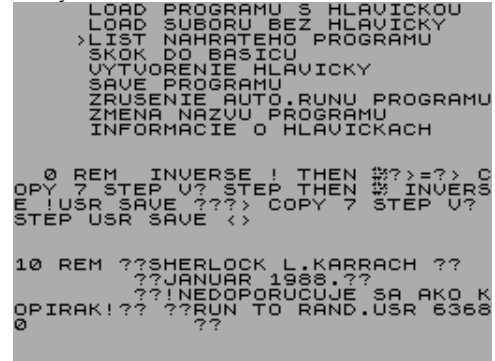 LOAD PROGRAMU S HLAVICKOU
LOAD SUBORU BEZ HLAVICKY
>LIST NAHRATEHO PROGRAMU
SKOK DO BASICU
VYTVORENIE HLAVICKY
SAVE PROGRAMU
ZRUSENIE AUTO.RUNU PROGRAMU
ZMENA NAZVU PROGRAMU
INFORMACIE O HLAVICKACH
0 REM INVERSE ! THEN ?>=?> C
OPY 7 STEP V? STEP THEN INVERS
E !USR SAVE ???> COPY 7 STEP V?
STEP USR SAVE <>
10 REM ??SHERLOCK L.KARRACH ??
??JANUAR 1988.??
??!NEDOPORUCUJE SA AKO K
OPIRAK!?? ??RUN TO RAND.USR 6368
0 ??